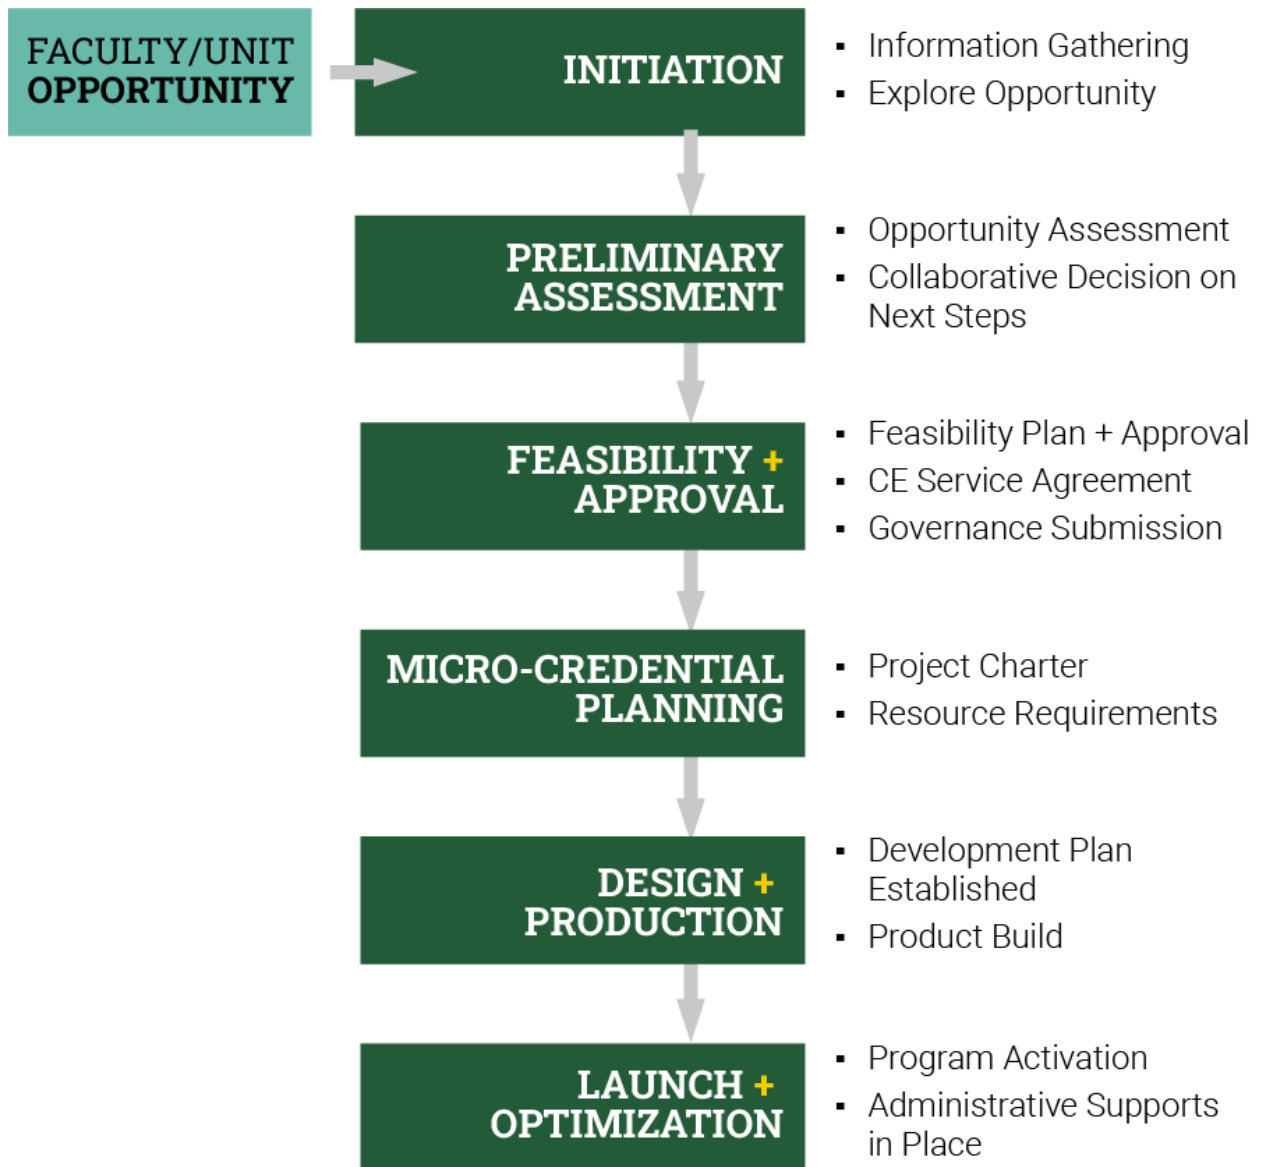 FACULTY/UNIT
OPPORTUNITY
INITIATION
▪ Information Gathering
▪ Explore Opportunity
PRELIMINARY
ASSESSMENT
▪ Opportunity Assessment
▪ Collaborative Decision on
Next Steps
FEASIBILITY +
APPROVAL
▪ Feasibility Plan + Approval
▪ CE Service Agreement
▪ Governance Submission
MICRO-CREDENTIAL
PLANNING
▪ Project Charter
▪ Resource Requirements
DESIGN +
PRODUCTION
▪ Development Plan
Established
▪ Product Build
LAUNCH +
OPTIMIZATION
▪ Program Activation
▪ Administrative Supports
in Place